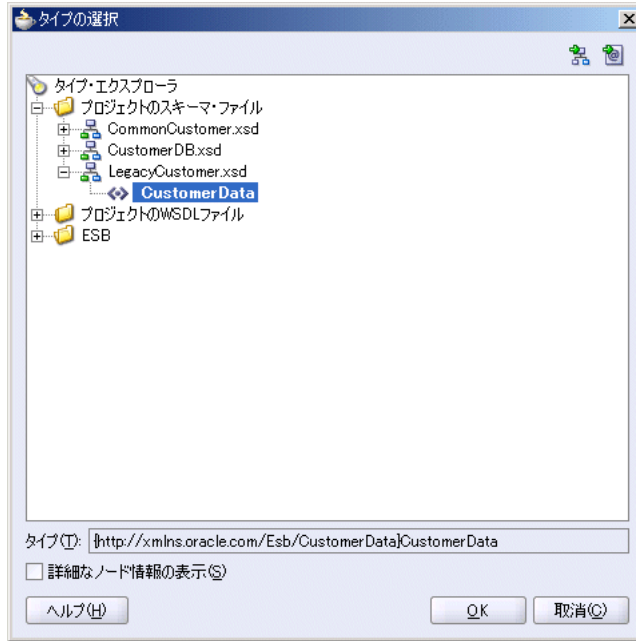 タイプの選択
タイプ・エクスプローラ
プロジェクトのスキーマ・ファイル
CommonCustomer.xsd
CustomerDB.xsd
LegacyCustomer.xsd
CustomerData
プロジェクトのWSDLファイル
ESB
タイプ(T): {http://xmlns.oracle.com/Esb/CustomerData}CustomerData
詳細なノード情報の表示(S)
ヘルプ(H) OK 取消(C)